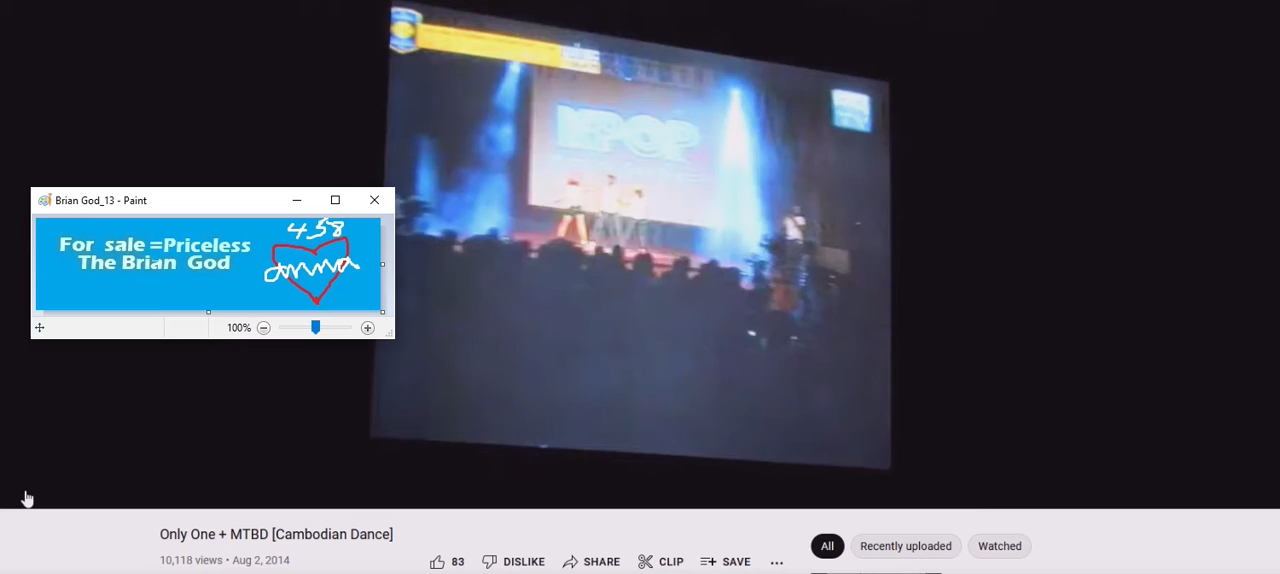 KPOP
Brian God_13 - Paint
For sale =Priceless
The Brian God
458
anna
100%
Only One + MTBD [Cambodian Dance]
10,118 views • Aug 2, 2014
83 DISLIKE SHARE CLIP SAVE ...
All Recently uploaded Watched